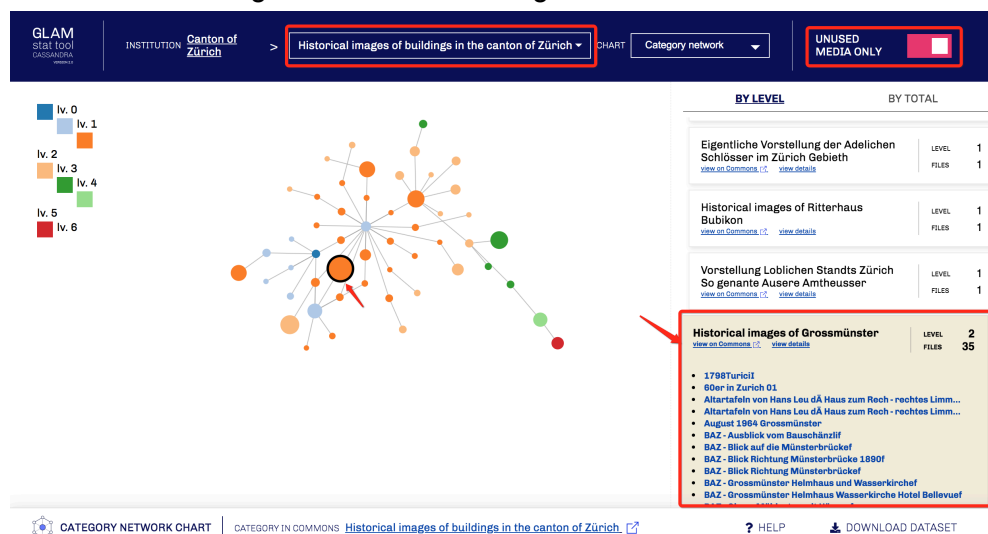 GLAM
stat tool
CASSANDRA
VERSION 2.0
INSTITUTION Canton of Zürich > Historical images of buildings in the canton of Zürich CHART Category network
UNUSED
MEDIA ONLY
lv. 0
lv. 1
lv. 2
lv. 3
lv. 4
lv. 5
lv. 6
BY LEVEL BY TOTAL
Eigentliche Vorstellung der Adelichen
Schlösser im Zürich Gebieth
view on Commons view details
LEVEL 1
FILES 1
Historical images of Ritterhaus
Bubikon
view on Commons view details
LEVEL 1
FILES 1
Vorstellung Loblichen Standts Zürich
So genante Ausere Amtheusser
view on Commons view details
LEVEL 1
FILES 1
Historical images of Grossmünster
view on Commons view details
LEVEL 2
FILES 35
1798TuriciI
60er in Zurich 01
Altartafeln von Hans Leu dÄ Haus zum Rech - rechtes Limm...
Altartafeln von Hans Leu dÄ Haus zum Rech - rechtes Limm...
August 1964 Grossmünster
BAZ - Ausblick vom Bauschänzlif
BAZ - Blick auf die Münsterbrückef
BAZ - Blick Richtung Münsterbrücke 1890f
BAZ - Blick Richtung Münsterbrückef
BAZ - Grossmünster Helmhaus und Wasserkirchef
BAZ - Grossmünster Helmhaus Wasserkirche Hotel Bellevuef
CATEGORY NETWORK CHART CATEGORY IN COMMONS Historical images of buildings in the canton of Zürich ? HELP DOWNLOAD DATASET